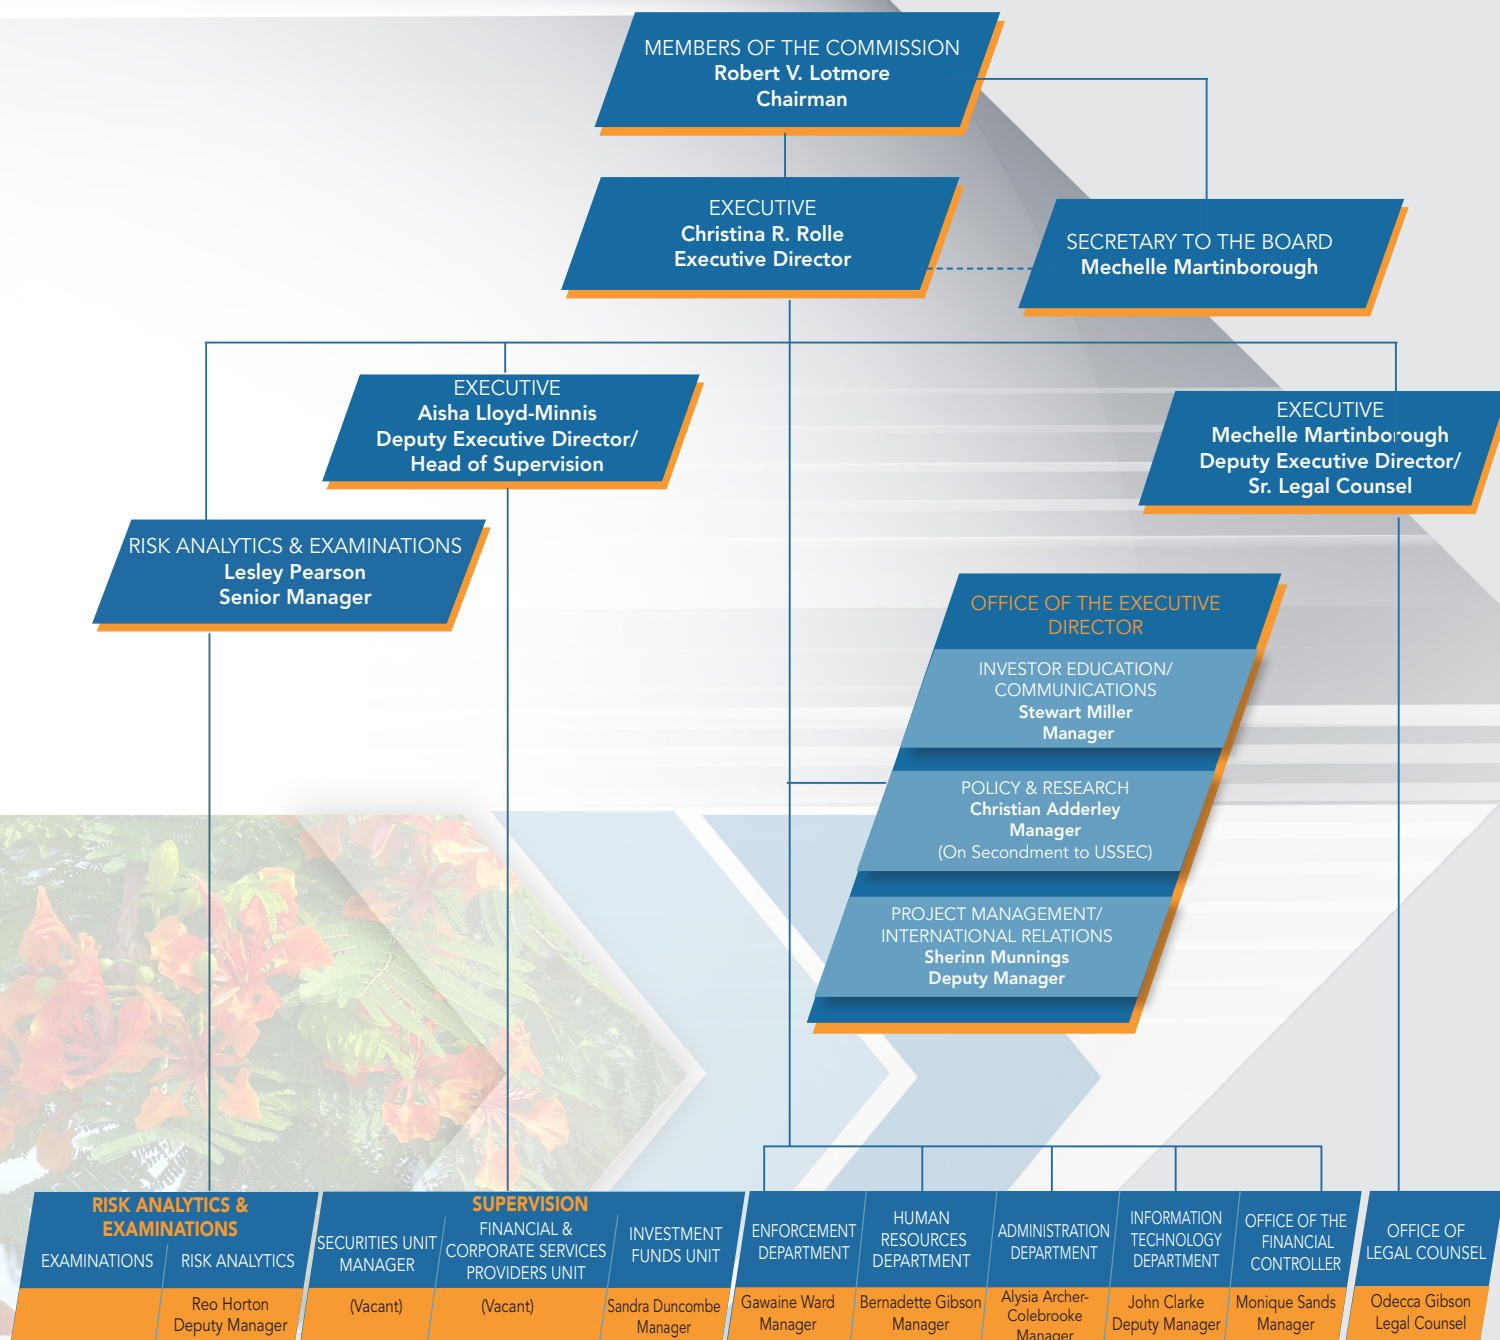 MEMBERS OF THE COMMISSION
Robert V. Lotmore
Chairman
EXECUTIVE
Christina R. Rolle
Executive Director
SECRETARY TO THE BOARD
Mechelle Martinborough
EXECUTIVE
Aisha Lloyd-Minnis
Deputy Executive Director/
Head of Supervision
EXECUTIVE
Mechelle Martinborough
Deputy Executive Director/
Sr. Legal Counsel
RISK ANALYTICS & EXAMINATIONS
Lesley Pearson
Senior Manager
OFFICE OF THE EXECUTIVE
DIRECTOR
INVESTOR EDUCATION/
COMMUNICATIONS
Stewart Miller
Manager
POLICY & RESEARCH
Christian Adderley
Manager
(On Secondment to USSEC)
PROJECT MANAGEMENT/
INTERNATIONAL RELATIONS
Sherinn Munnings
Deputy Manager
RISK ANALYTICS &
EXAMINATIONS
EXAMINATIONS
RISK ANALYTICS
Reo Horton
Deputy Manager
SUPERVISION
SECURITIES UNIT
MANAGER
(Vacant)
FINANCIAL &
CORPORATE SERVICES
PROVIDERS UNIT
(Vacant)
INVESTMENT
FUNDS UNIT
Sandra Duncombe
Manager
ENFORCEMENT
DEPARTMENT
Gawaine Ward
Manager
HUMAN
RESOURCES
DEPARTMENT
Bernadette Gibson
Manager
ADMINISTRATION
DEPARTMENT
Alysia Archer-
Colebrooke
Manager
INFORMATION
TECHNOLOGY
DEPARTMENT
John Clarke
Deputy Manager
OFFICE OF THE
FINANCIAL
CONTROLLER
Monique Sands
Manager
OFFICE OF
LEGAL COUNSEL
Odecca Gibson
Legal Counsel